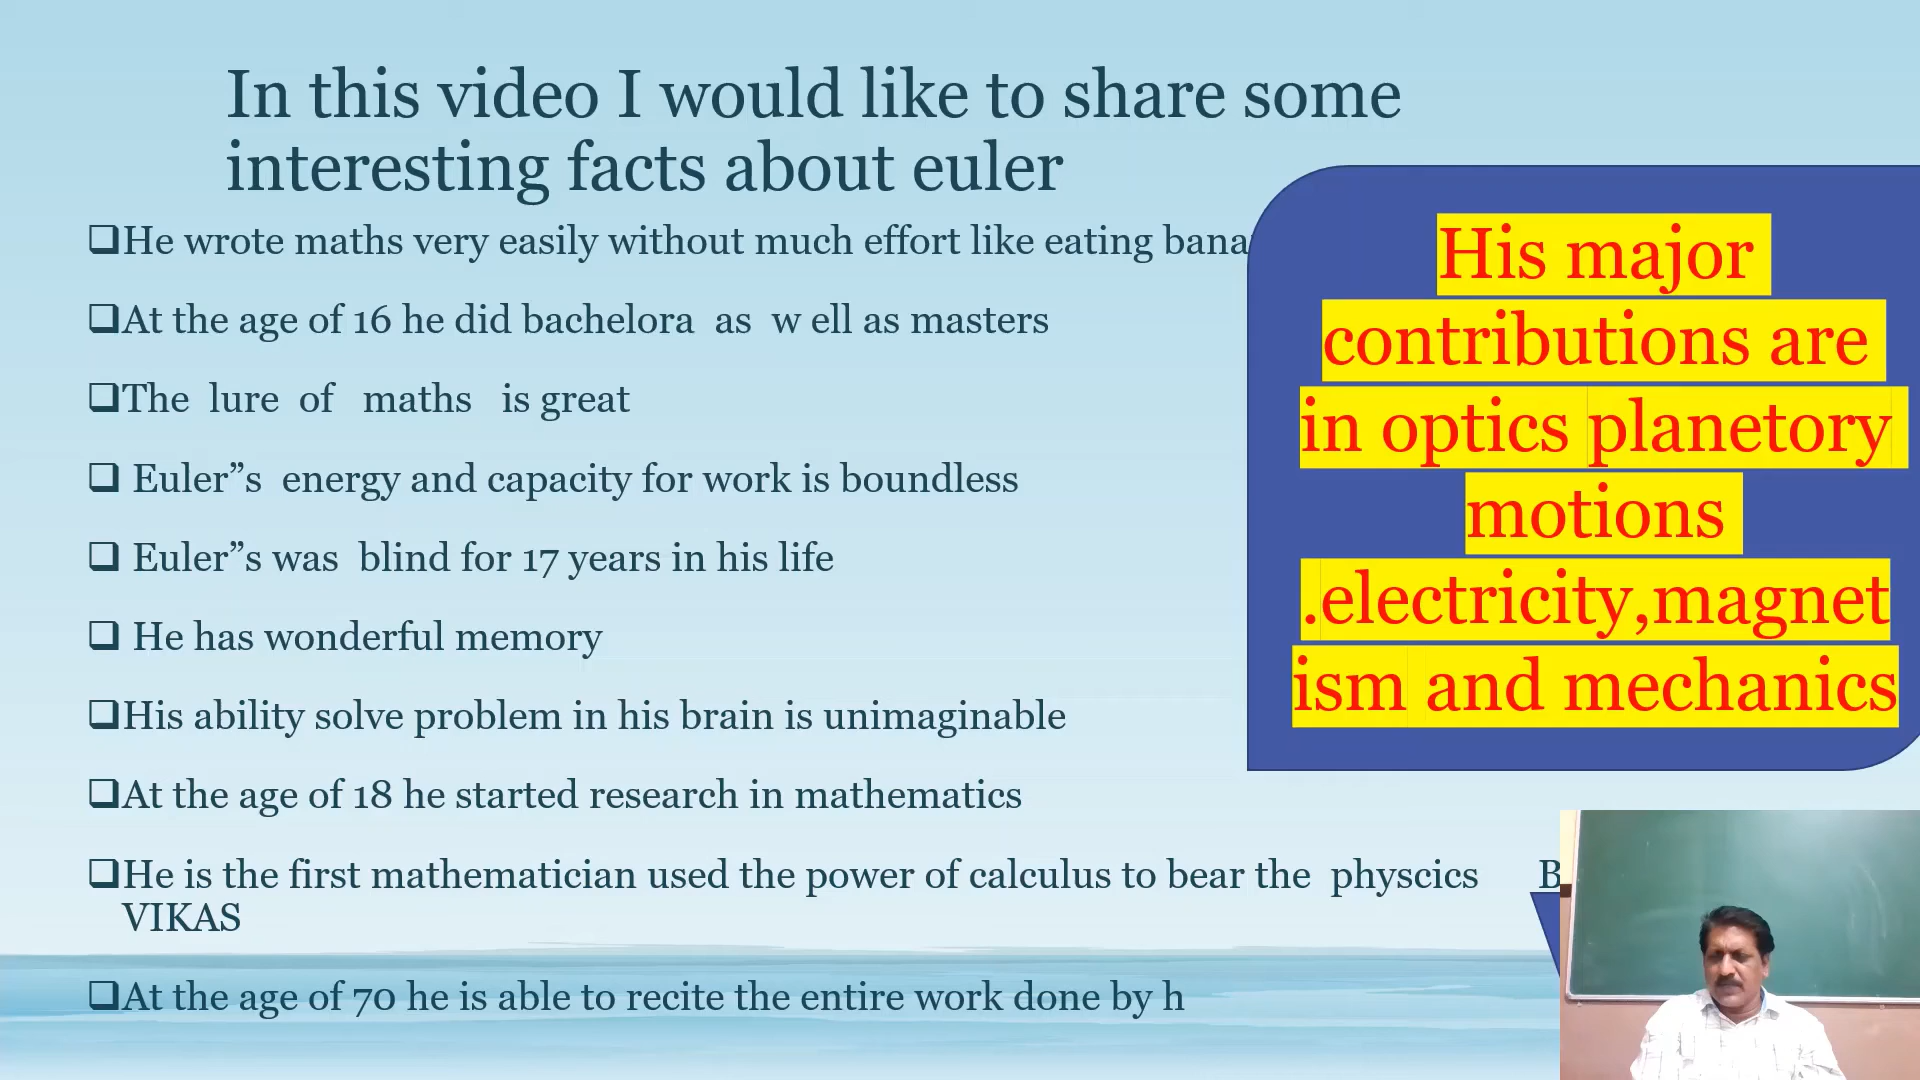 In this video I would like to share some
interesting facts about euler
He wrote maths very easily without much effort like eating bana
At the age of 16 he did bachelora as w ell as masters
The lure of maths is great
Euler”s energy and capacity for work is boundless
Euler”s was blind for 17 years in his life
He has wonderful memory
His ability solve problem in his brain is unimaginable
At the age of 18 he started research in mathematics
He is the first mathematician used the power of calculus to bear the physcics B
VIKAS
At the age of 70 he is able to recite the entire work done by h
His major
contributions are
in optics planetory
motions
.electricity,magnet
ism and mechanics